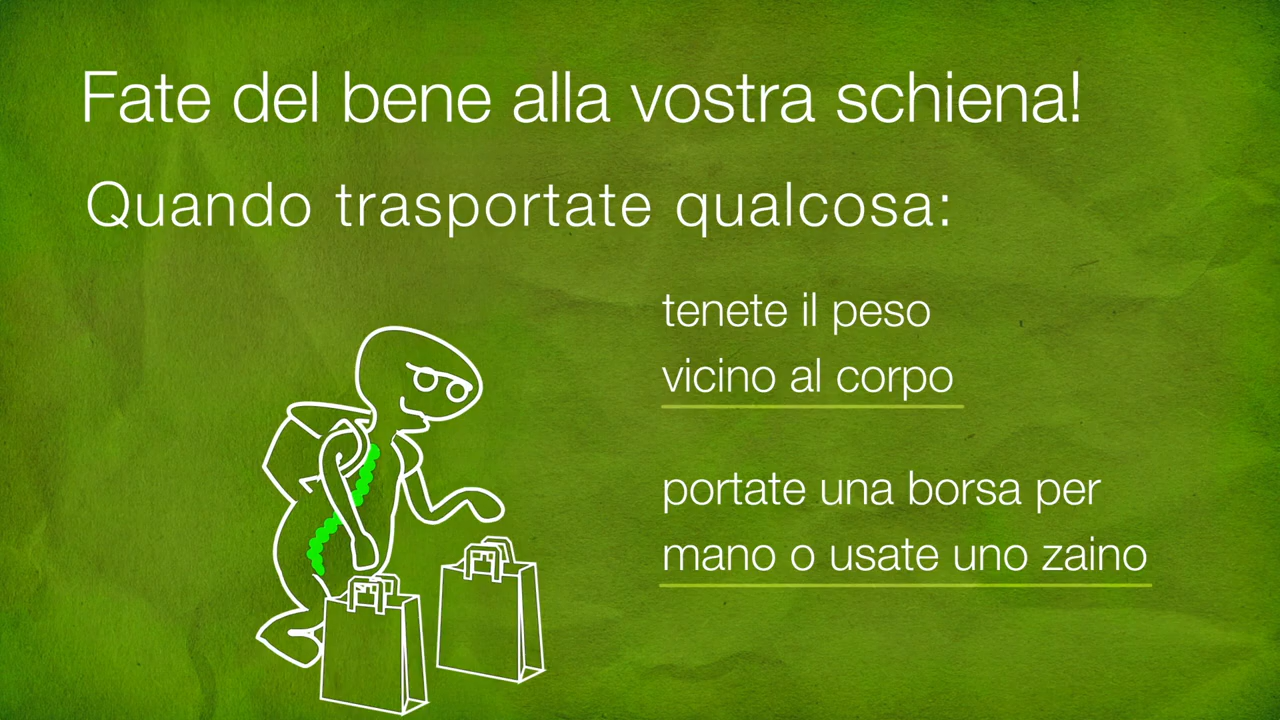 Fate del bene alla vostra schiena!
Quando trasportate qualcosa:
tenete il peso
vicino al corpo
portate una borsa per
mano o usate uno zaino